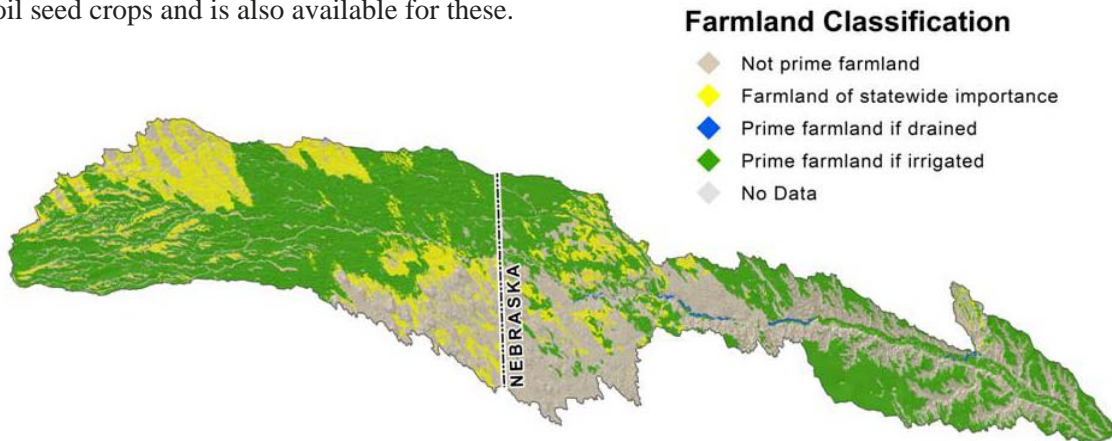 oil seed crops and is also available for these.
Farmland Classification
Not prime farmland
Farmland of statewide importance
Prime farmland if drained
Prime farmland if irrigated
No Data
NEBRASKA